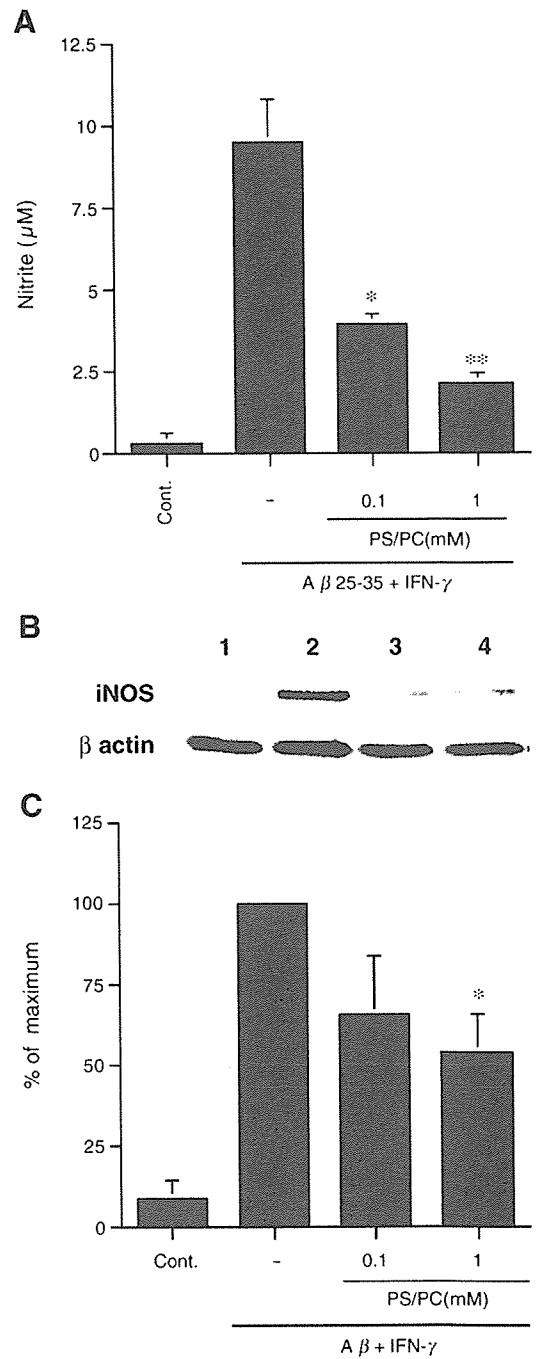 A
12.5
10
7.5
5
2.5
0
Nitrite (μM)
*
**
Cont.
–
0.1
1
PS/PC(mM)
A β 25-35 + IFN-γ
B
1 2 3 4
iNOS
β actin
C
125
100
75
50
25
0
% of maximum
*
Cont.
–
0.1
1
PS/PC(mM)
A β + IFN-γ